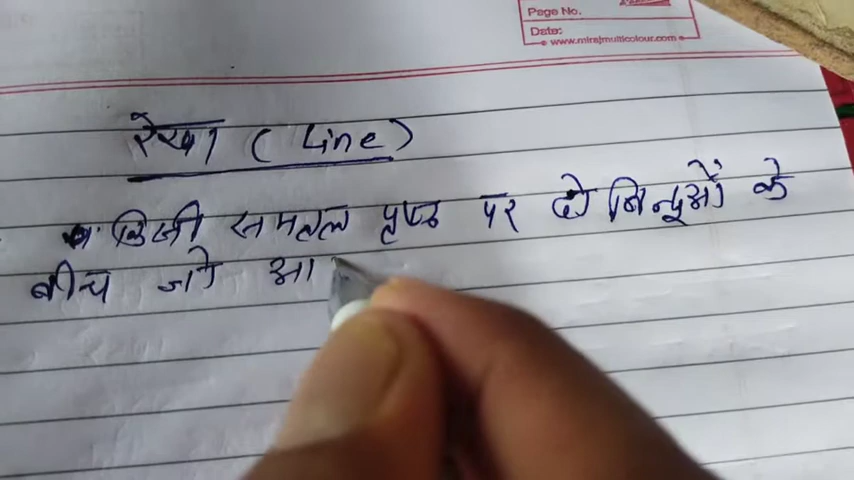 Page No.
Date:
www.mirajmulticolour.com
रेखा ( Line )
किसी समतल पृष्ठ पर दो बिन्दूओं के
बीच जो आ